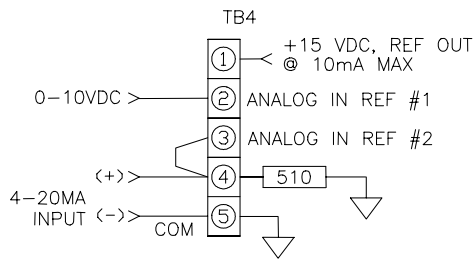 TB4
1
+15 VDC, REF OUT
@ 10mA MAX
0-10VDC
2
ANALOG IN REF #1
3
ANALOG IN REF #2
(+)
4
510
4-20MA
INPUT (-)
COM
5